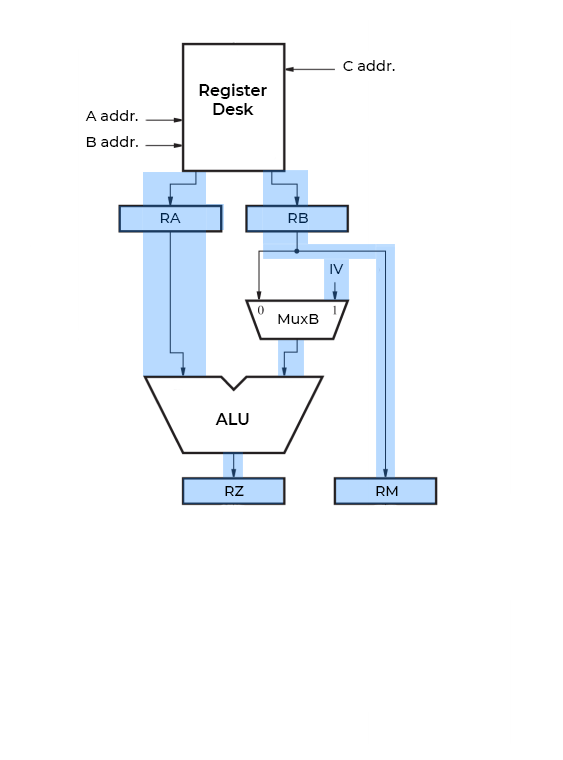 Register
Desk
C addr.
A addr.
B addr.
RA
RB
IV
0
1
MuxB
ALU
RZ
RM